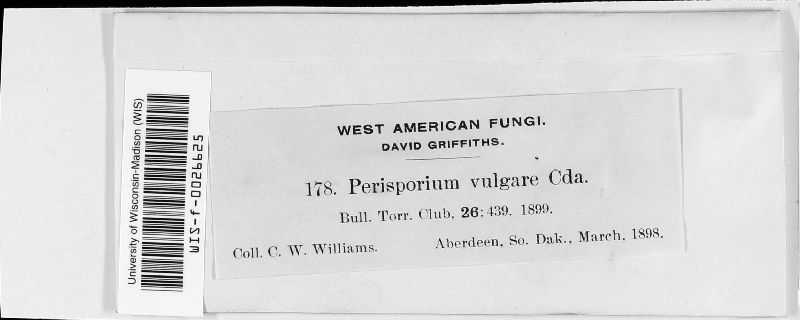 University of Wisconsin-Madison (WIS)
WIS-f-0026625
WEST AMERICAN FUNGI.
DAVID GRIFFITHS.
178. Perisporium vulgare Cda.
Bull. Torr. Club, 26: 439. 1899.
Coll. C. W. Williams. Aberdeen, So. Dak., March, 1898.